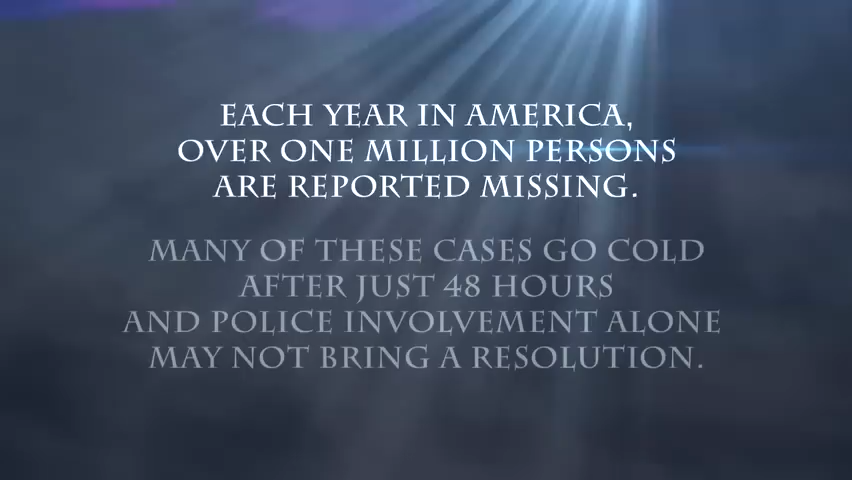 EACH YEAR IN AMERICA,
OVER ONE MILLION PERSONS
ARE REPORTED MISSING.
MANY OF THESE CASES GO COLD
AFTER JUST 48 HOURS
AND POLICE INVOLVEMENT ALONE
MAY NOT BRING A RESOLUTION.